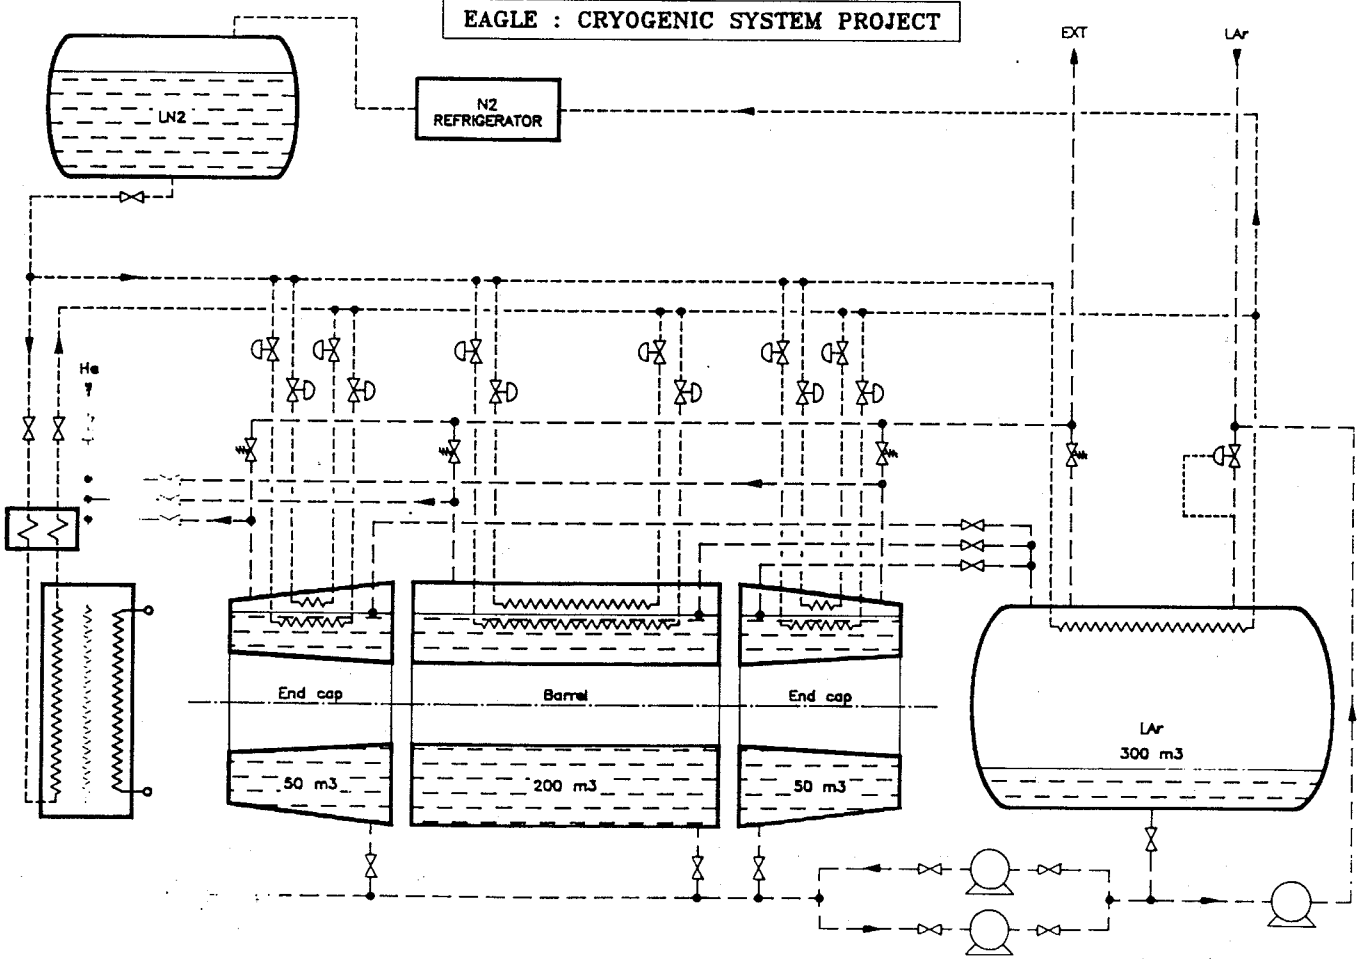 EAGLE : CRYOGENIC SYSTEM PROJECT
EXT
LAr
LN2
N2
REFRIGERATOR
He
End cap
Barrel
End cap
LAr
300 m3
50 m3
200 m3
50 m3